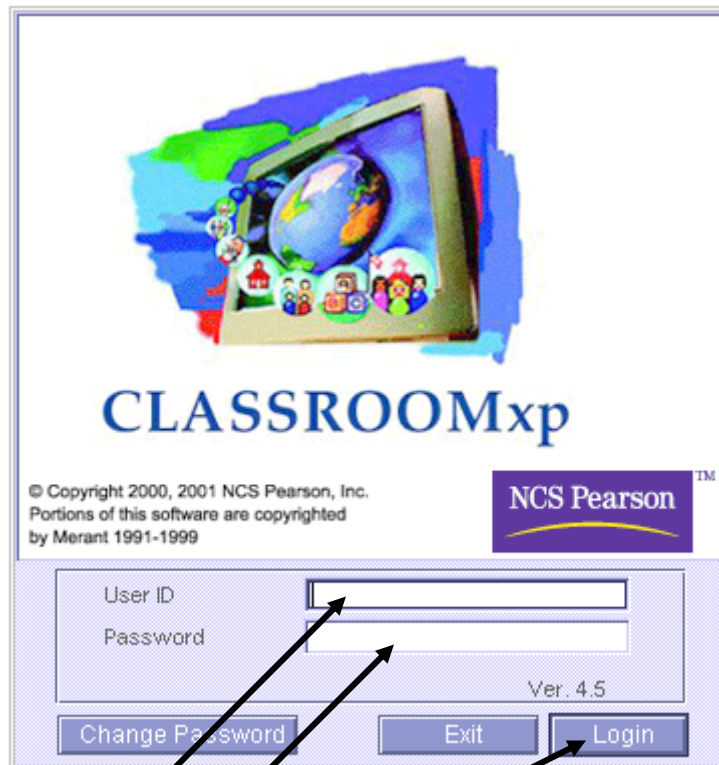 CLASSROOMxp
© Copyright 2000, 2001 NCS Pearson, Inc.
Portions of this software are copyrighted
by Merant 1991-1999
NCS Pearson TM
User ID
Password
Ver. 4.5
Change Password
Exit
Login